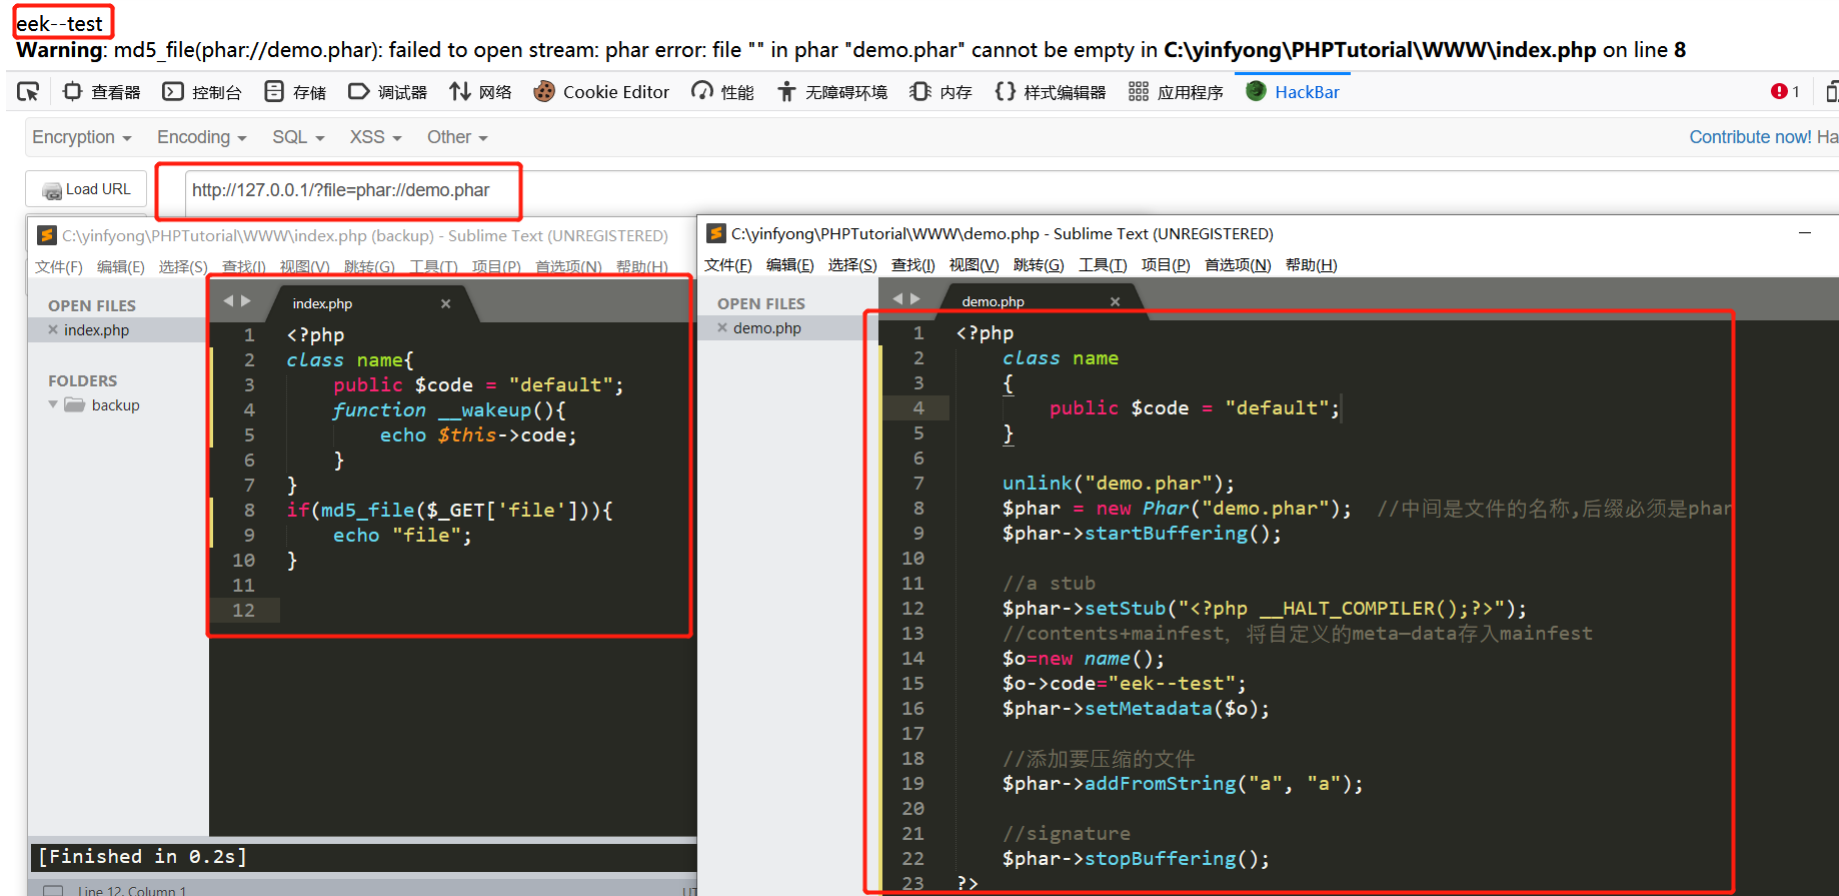 eek--test
Warning: md5_file(phar://demo.phar): failed to open stream: phar error: file "" in phar "demo.phar" cannot be empty in C:\yinfyong\PHPTutorial\WWW\index.php on line 8
查看器 控制台 存储 调试器 网络 Cookie Editor 性能 无障碍环境 内存 样式编辑器 应用程序 HackBar 1
Encryption Encoding SQL XSS Other Contribute now! Ha
Load URL http://127.0.0.1/?file=phar://demo.phar
C:\yinfyong\PHPTutorial\WWW\index.php (backup) - Sublime Text (UNREGISTERED)
文件(F) 编辑(E) 选择(S) 查找(I) 视图(V) 跳转(G) 工具(T) 项目(P) 首选项(N) 帮助(H)
OPEN FILES
index.php
FOLDERS
backup
index.php
1 <?php
2 class name{
3 public $code = "default";
4 function __wakeup(){
5 echo $this->code;
6 }
7 }
8 if(md5_file($_GET['file'])){
9 echo "file";
10 }
11
12
[Finished in 0.2s]
Line 12, Column 1
C:\yinfyong\PHPTutorial\WWW\demo.php - Sublime Text (UNREGISTERED)
文件(F) 编辑(E) 选择(S) 查找(I) 视图(V) 跳转(G) 工具(T) 项目(P) 首选项(N) 帮助(H)
OPEN FILES
demo.php
demo.php
1 <?php
2 class name
3 {
4 public $code = "default";
5 }
6
7 unlink("demo.phar");
8 $phar = new Phar("demo.phar"); //中间是文件的名称,后缀必须是phar
9 $phar->startBuffering();
10
11 //a stub
12 $phar->setStub("<?php __HALT_COMPILER();?>");
13 //contents+mainfest, 将自定义的meta-data存入mainfest
14 $o=new name();
15 $o->code="eek--test";
16 $phar->setMetadata($o);
17
18 //添加要压缩的文件
19 $phar->addFromString("a", "a");
20
21 //signature
22 $phar->stopBuffering();
23 ?>